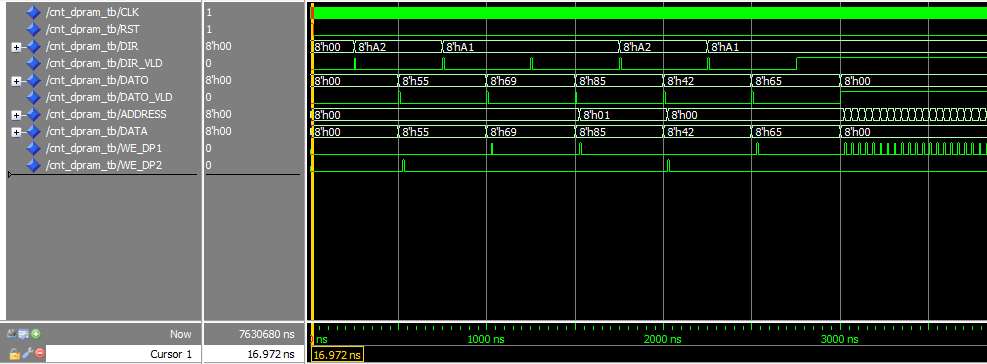 /cnt_dpram_tb/CLK 1
/cnt_dpram_tb/RST 1
/cnt_dpram_tb/DIR 8'h00 8'h00 8'hA2 8'hA1 8'hA2 8'hA1
/cnt_dpram_tb/DIR_VLD 0
/cnt_dpram_tb/DATO 8'h00 8'h00 8'h55 8'h69 8'h85 8'h42 8'h65 8'h00
/cnt_dpram_tb/DATO_VLD 0
/cnt_dpram_tb/ADDRESS 8'h00 8'h00 8'h01 8'h00
/cnt_dpram_tb/DATA 8'h00 8'h00 8'h55 8'h69 8'h85 8'h42 8'h65 8'h00
/cnt_dpram_tb/WE_DP1 0
/cnt_dpram_tb/WE_DP2 0
Now 7630680 ns ns 1000 ns 2000 ns 3000 ns
Cursor 1 16.972 ns 16.972 ns